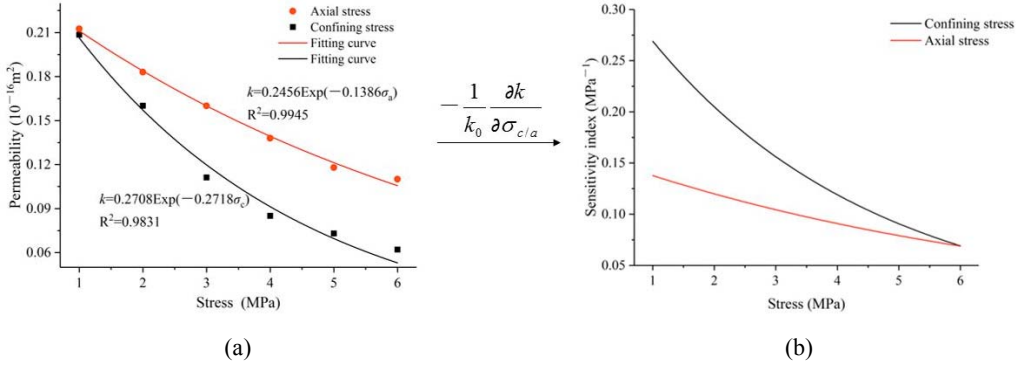 Axial stress
Confining stress
Fitting curve
Fitting curve
0.21
0.18
0.15
0.12
0.09
0.06
Permeability (10⁻¹⁶m²)
k=0.2456Exp(−0.1386σₐ)
R²=0.9945
k=0.2708Exp(−0.2718σ_c)
R²=0.9831
1 2 3 4 5 6
Stress (MPa)
(a)
− 1/k₀ ∂k/∂σ_c/a
0.30
0.25
0.20
0.15
0.10
0.05
Sensitivity index (MPa⁻¹)
Confining stress
Axial stress
1 2 3 4 5 6
Stress (MPa)
(b)